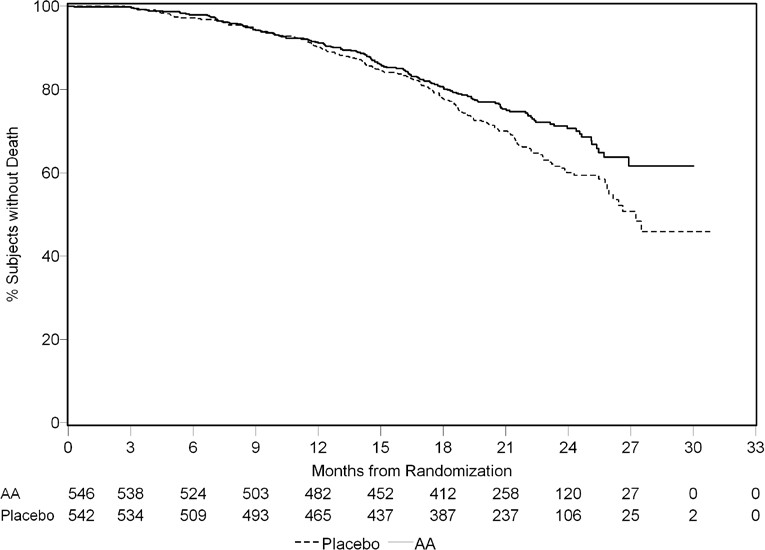 100
80
60
40
20
0
% Subjects without Death
0 3 6 9 12 15 18 21 24 27 30 33
Months from Randomization
AA 546 538 524 503 482 452 412 258 120 27 0 0
Placebo 542 534 509 493 465 437 387 237 106 25 2 0
Placebo AA